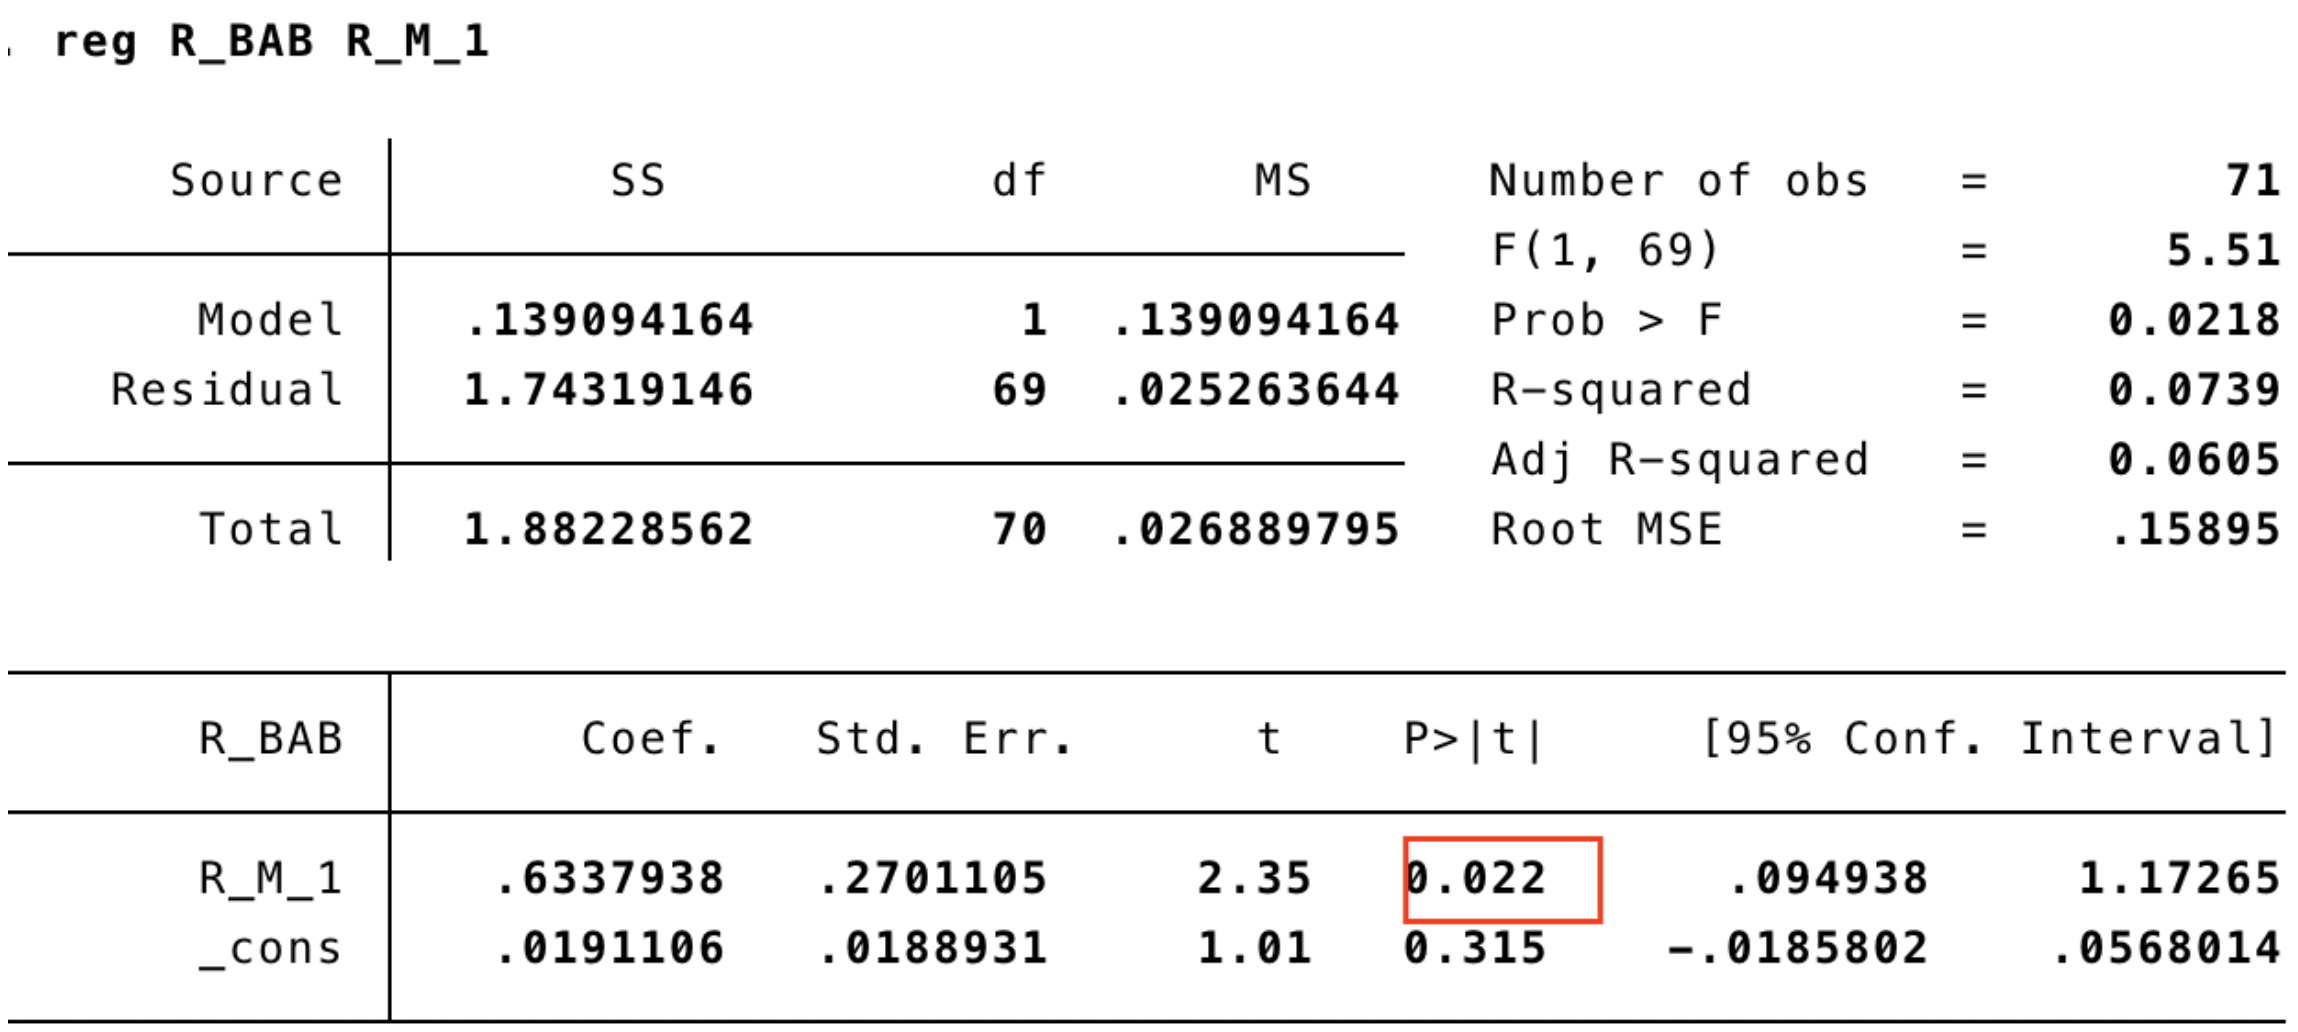 . reg R_BAB R_M_1
Source SS df MS Number of obs = 71
F(1, 69) = 5.51
Model .139094164 1 .139094164 Prob > F = 0.0218
Residual 1.74319146 69 .025263644 R-squared = 0.0739
Adj R-squared = 0.0605
Total 1.88228562 70 .026889795 Root MSE = .15895
R_BAB Coef. Std. Err. t P>|t| [95% Conf. Interval]
R_M_1 .6337938 .2701105 2.35 0.022 .094938 1.17265
_cons .0191106 .0188931 1.01 0.315 -.0185802 .0568014